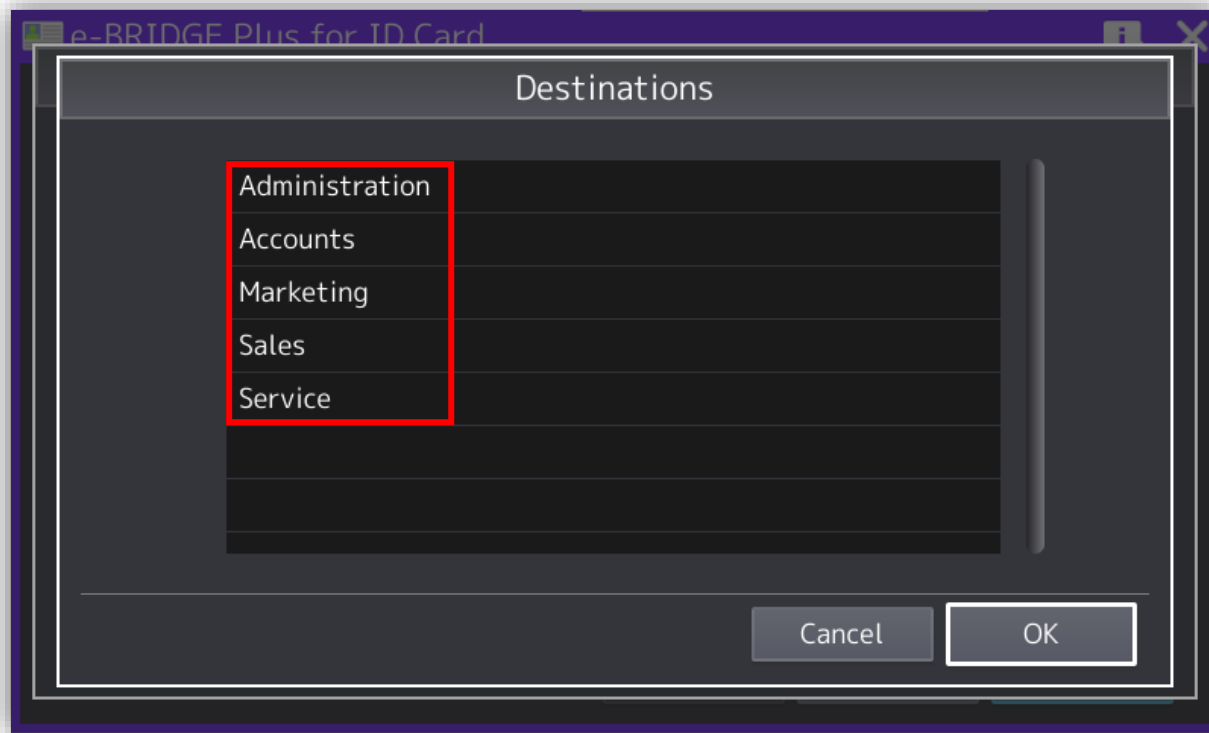 e-BRIDGE Plus for ID Card
Destinations
Administration
Accounts
Marketing
Sales
Service
Cancel
OK